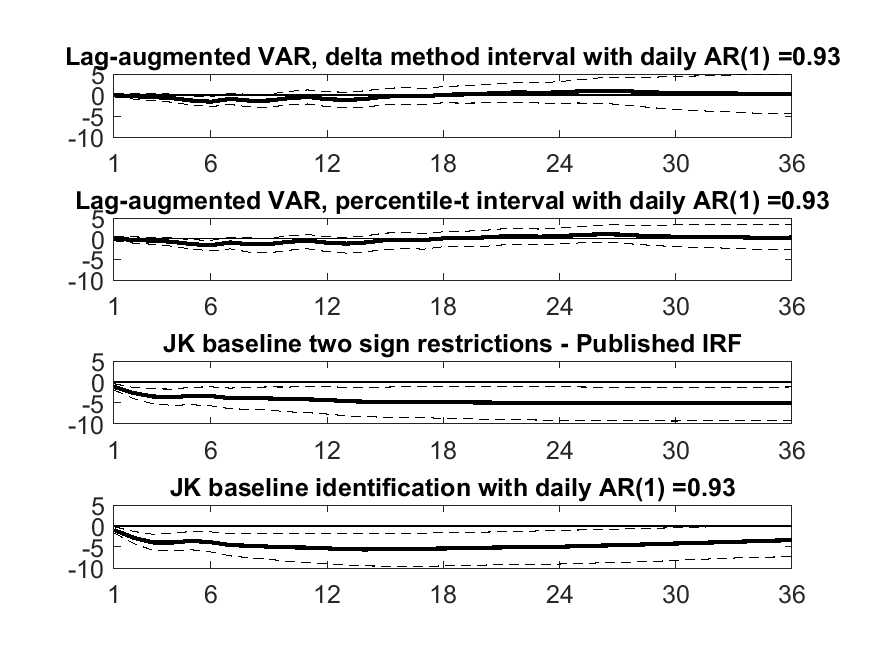 Lag-augmented VAR, delta method interval with daily AR(1) =0.93
5
0
-5
-10
1 6 12 18 24 30 36
Lag-augmented VAR, percentile-t interval with daily AR(1) =0.93
5
0
-5
-10
1 6 12 18 24 30 36
JK baseline two sign restrictions - Published IRF
5
0
-5
-10
1 6 12 18 24 30 36
JK baseline identification with daily AR(1) =0.93
5
0
-5
-10
1 6 12 18 24 30 36